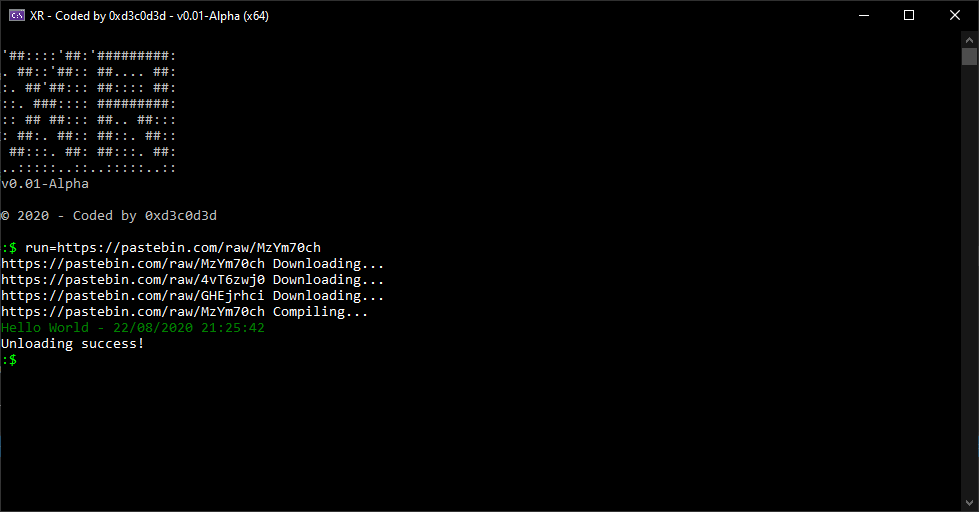 XR - Coded by 0xd3c0d3d - v0.01-Alpha (x64)
'##::::'##:'#########:
. ##::'##:: ##.... ##:
:. ##'##::: ##:::: ##:
::. ###:::: #########:
:: ## ##::: ##.. ##:::
: ##:. ##:: ##::. ##::
 ##:::. ##: ##:::. ##:
..:::::..::..:::::..::
v0.01-Alpha
© 2020 - Coded by 0xd3c0d3d
:$ run=https://pastebin.com/raw/MzYm70ch
https://pastebin.com/raw/MzYm70ch Downloading...
https://pastebin.com/raw/4vT6zwj0 Downloading...
https://pastebin.com/raw/GHEjrhci Downloading...
https://pastebin.com/raw/MzYm70ch Compiling...
Hello World - 22/08/2020 21:25:42
Unloading success!
:$